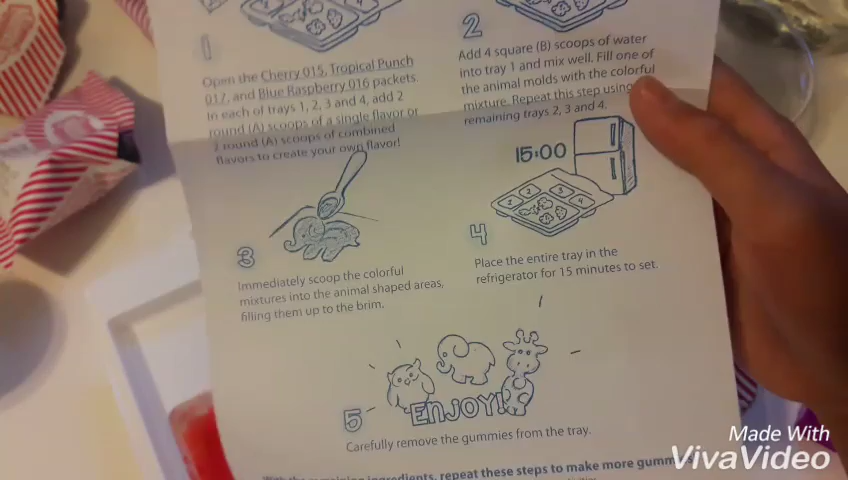 1
Open the Cherry 015, Tropical Punch
017, and Blue Raspberry 016 packets.
In each of trays 1, 2, 3 and 4, add 2
round (A) scoops of a single flavor or
2 round (A) scoops of combined
flavors to create your own flavor!
2
Add 4 square (B) scoops of water
into tray 1 and mix well. Fill one of
the animal molds with the colorful
mixture. Repeat this step using
remaining trays 2, 3 and 4.
3
Immediately scoop the colorful
mixtures into the animal shaped areas,
filling them up to the brim.
15:00
1 2 3 4
4
Place the entire tray in the
refrigerator for 15 minutes to set.
5
ENJOY!
Carefully remove the gummies from the tray.
With the remaining ingredients, repeat these steps to make more gummies
Made With
VivaVideo